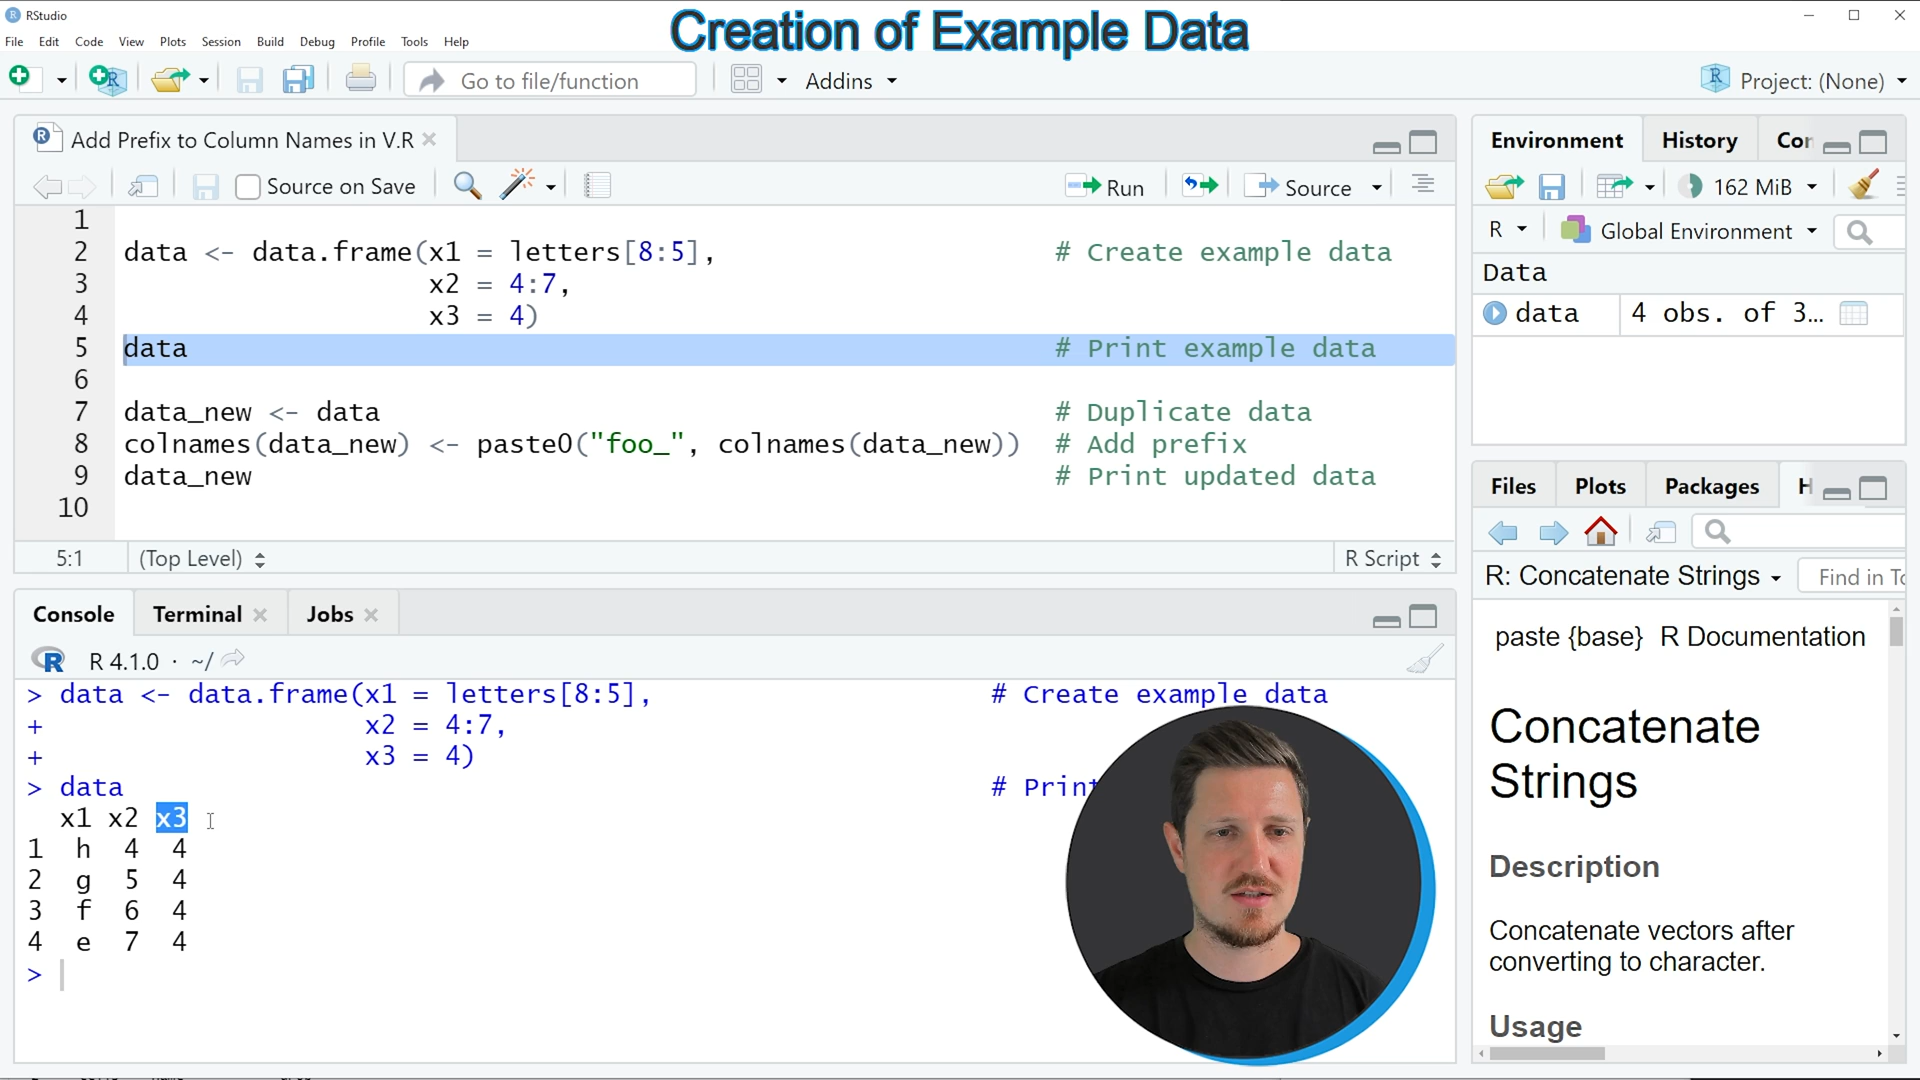 RStudio
Creation of Example Data
File Edit Code View Plots Session Build Debug Profile Tools Help
Go to file/function Addins Project: (None)
Add Prefix to Column Names in V.R
Source on Save Run Source
1
2 data <- data.frame(x1 = letters[8:5], # Create example data
3 x2 = 4:7,
4 x3 = 4)
5 data # Print example data
6
7 data_new <- data # Duplicate data
8 colnames(data_new) <- paste0("foo_", colnames(data_new)) # Add prefix
9 data_new # Print updated data
10
5:1 (Top Level) R Script
Console Terminal Jobs
R 4.1.0 · ~/
> data <- data.frame(x1 = letters[8:5], # Create example data
+ x2 = 4:7,
+ x3 = 4)
> data # Print
x1 x2 x3
1 h 4 4
2 g 5 4
3 f 6 4
4 e 7 4
>
Environment History Con
162 MiB
R Global Environment
Data
data 4 obs. of 3…
Files Plots Packages H
R: Concatenate Strings Find in To
paste {base} R Documentation
Concatenate
Strings
Description
Concatenate vectors after
converting to character.
Usage